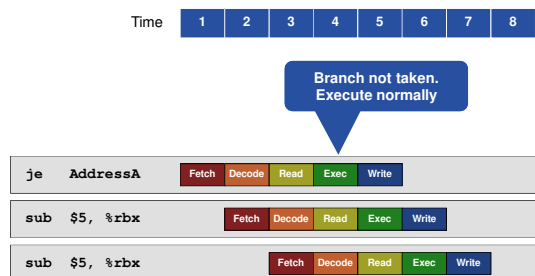 Time 1 2 3 4 5 6 7 8
Branch not taken.
Execute normally
je AddressA Fetch Decode Read Exec Write
sub $5, %rbx Fetch Decode Read Exec Write
sub $5, %rbx Fetch Decode Read Exec Write